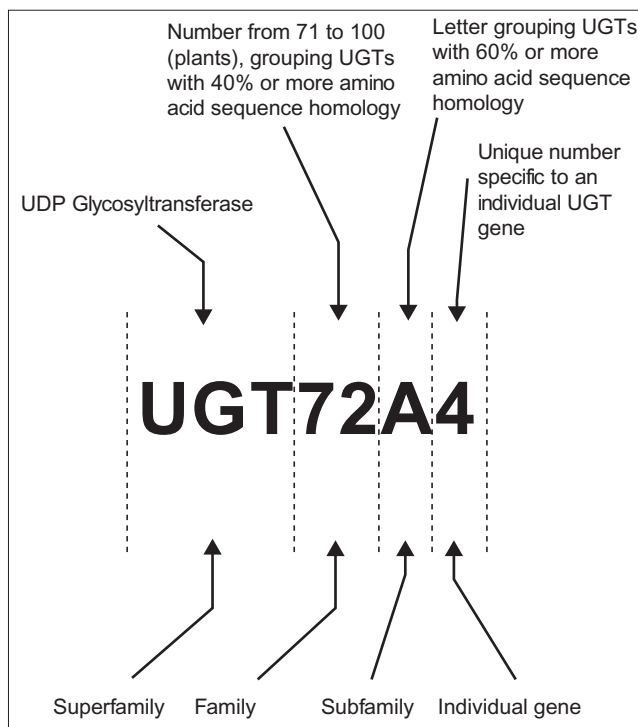 Number from 71 to 100
(plants), grouping UGTs
with 40% or more amino
acid sequence homology
Letter grouping UGTs
with 60% or more
amino acid sequence
homology
Unique number
specific to an
individual UGT
gene
UDP Glycosyltransferase
UGT72A4
Superfamily Family Subfamily Individual gene